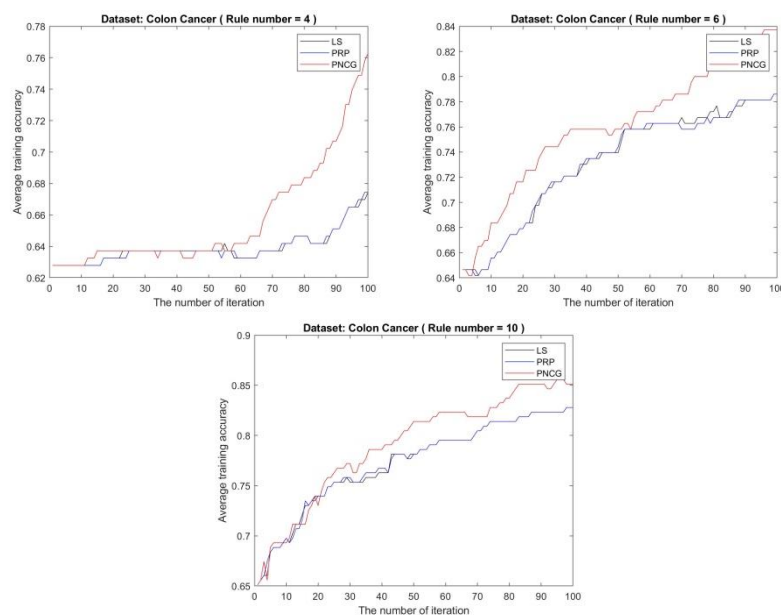 Dataset: Colon Cancer ( Rule number = 4 )
0.78
0.76
0.74
0.72
0.7
0.68
0.66
0.64
0.62
Average training accuracy
LS
PRP
PNCG
0 10 20 30 40 50 60 70 80 90 100
The number of iteration
Dataset: Colon Cancer ( Rule number = 6 )
0.84
0.82
0.8
0.78
0.76
0.74
0.72
0.7
0.68
0.66
0.64
Average training accuracy
LS
PRP
PNCG
0 10 20 30 40 50 60 70 80 90 100
The number of iteration
Dataset: Colon Cancer ( Rule number = 10 )
0.9
0.85
0.8
0.75
0.7
0.65
Average training accuracy
LS
PRP
PNCG
0 10 20 30 40 50 60 70 80 90 100
The number of iteration